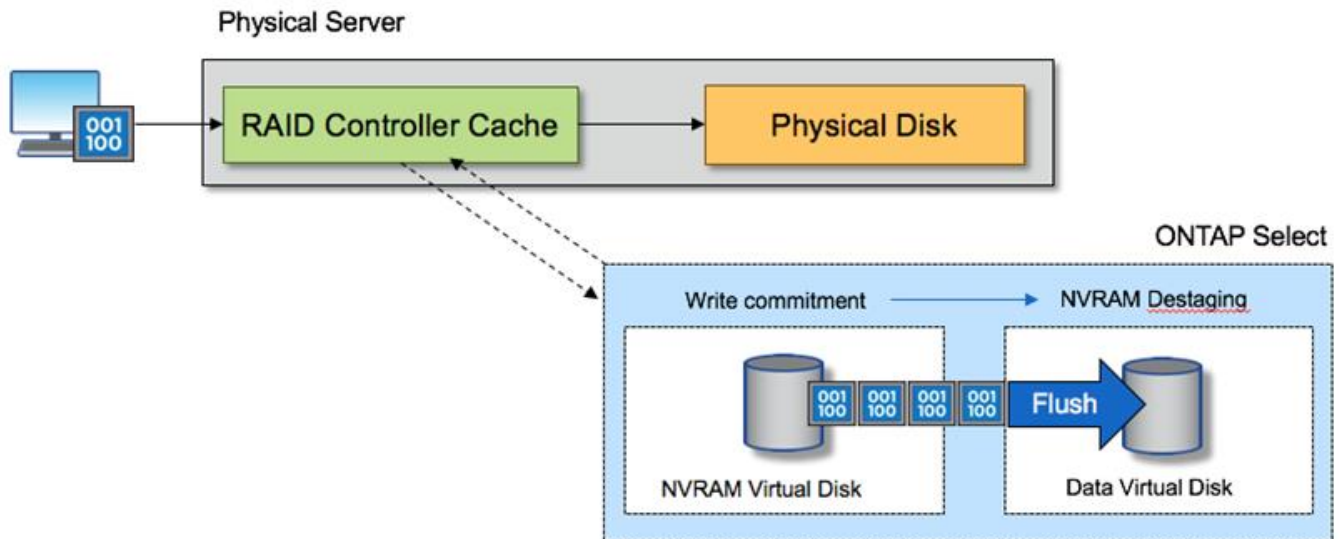 Physical Server
001
100
RAID Controller Cache
Physical Disk
ONTAP Select
Write commitment
NVRAM Destaging
001
100
001
100
001
100
001
100
Flush
NVRAM Virtual Disk
Data Virtual Disk